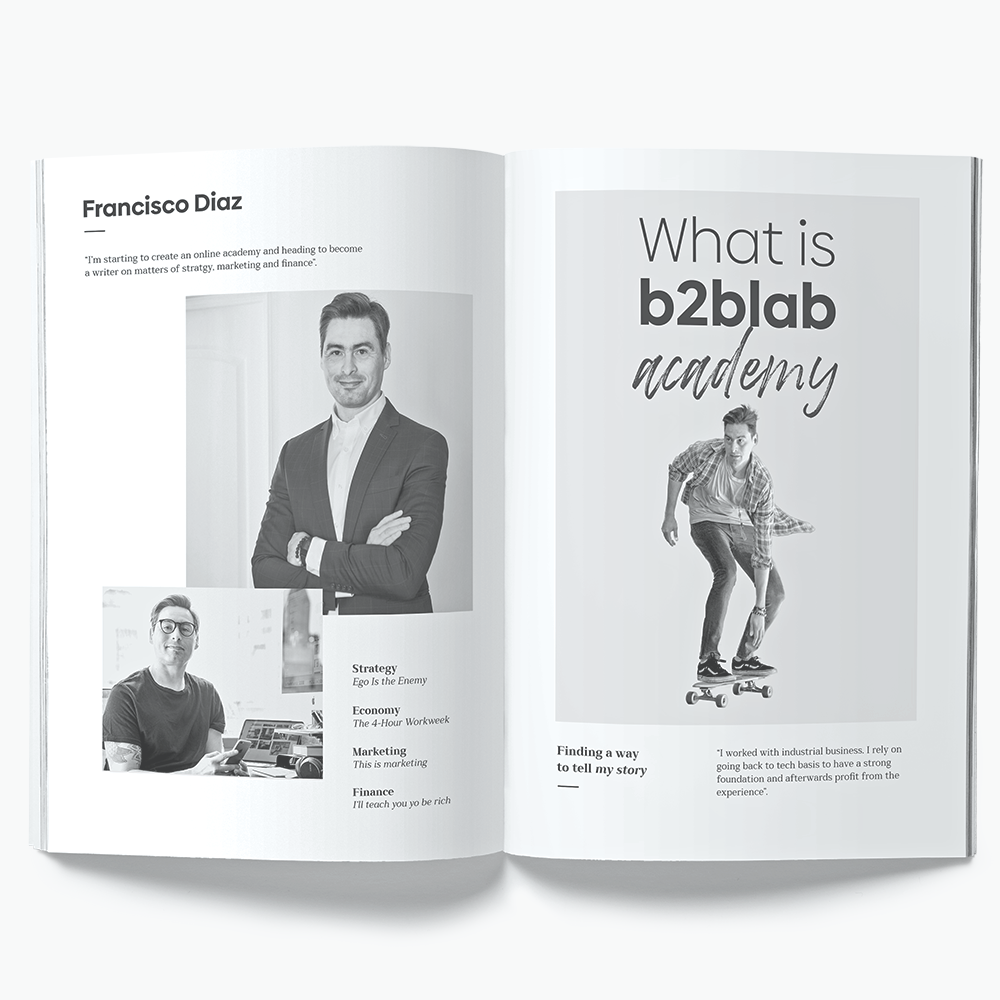 Francisco Diaz
"I'm starting to create an online academy and heading to become
a writer on matters of stratgy, marketing and finance".
Strategy
Ego Is the Enemy
Economy
The 4-Hour Workweek
Marketing
This is marketing
Finance
I'll teach you yo be rich
What is
b2blab
academy
Finding a way
to tell my story
"I worked with industrial business. I rely on
going back to tech basis to have a strong
foundation and afterwards profit from the
experience".